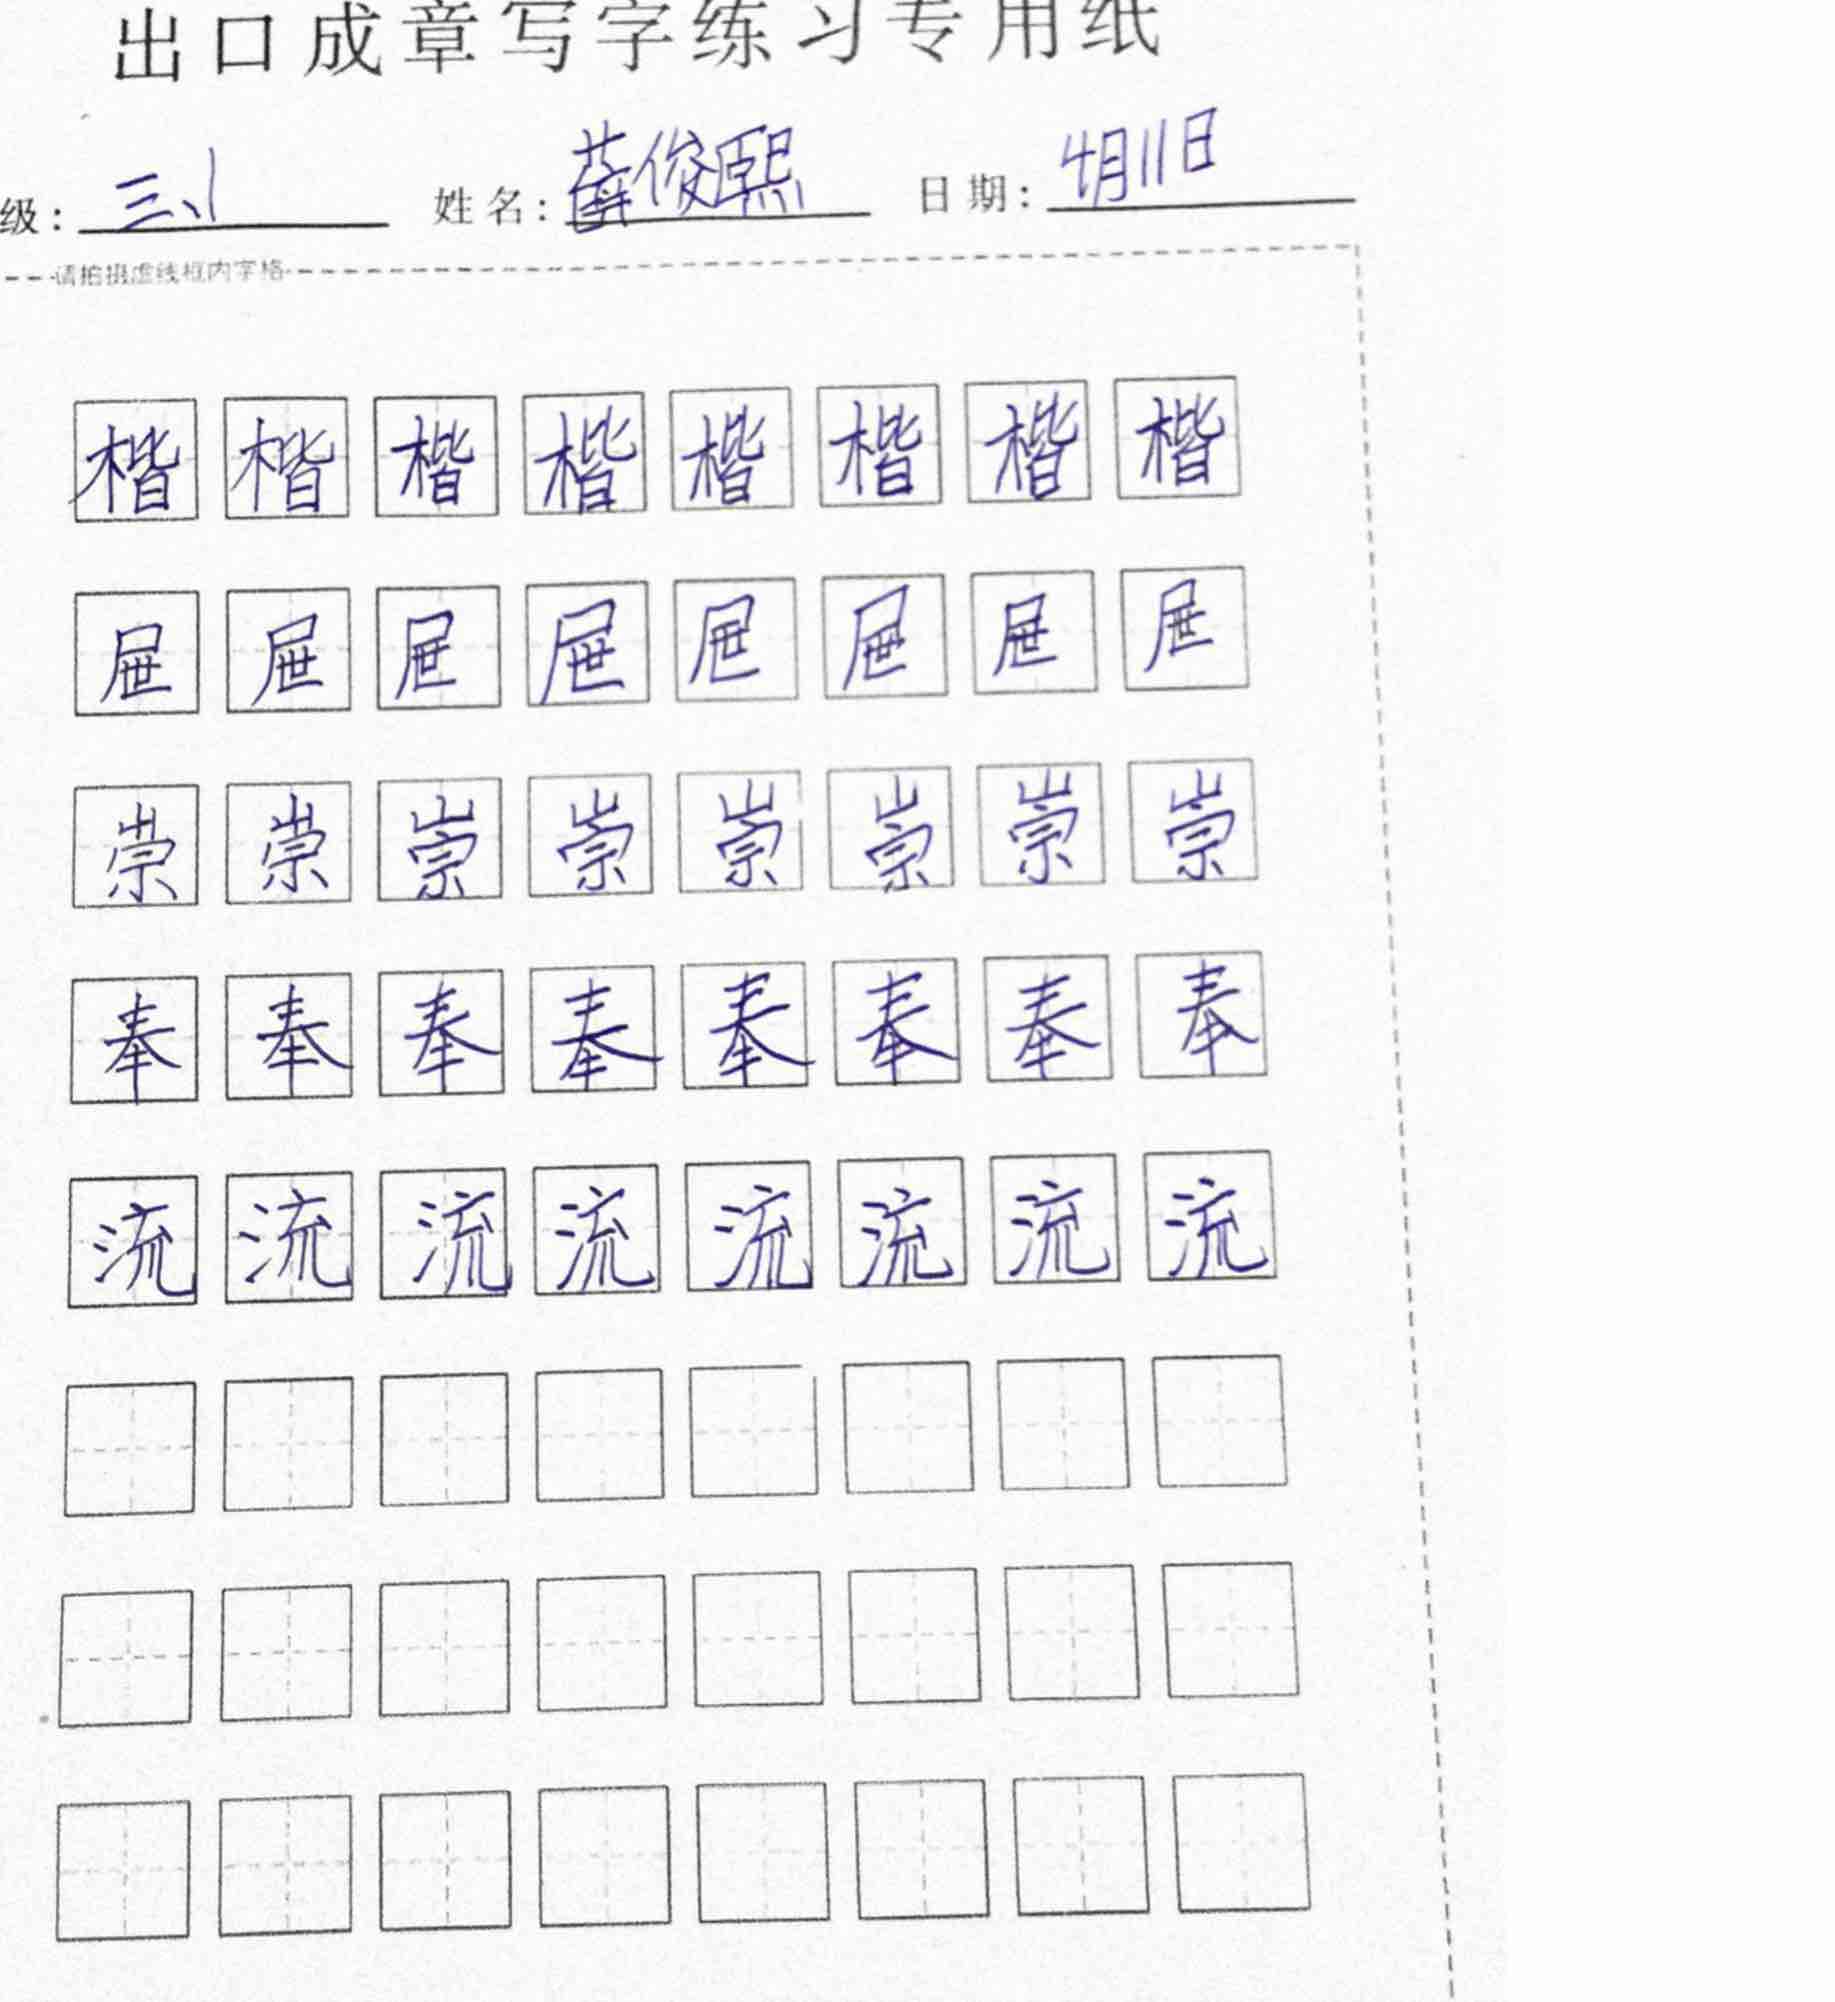 出口成章写字练习专用纸
级: 三、1 姓名: 薛俊熙 日期: 4月11日
请拍摄虚线框内字格
楷 楷 楷 楷 楷 楷 楷 楷
屉 屉 屉 屉 屉 屉 屉 屉
崇 崇 崇 崇 崇 崇 崇 崇
奉 奉 奉 奉 奉 奉 奉 奉
流 流 流 流 流 流 流 流